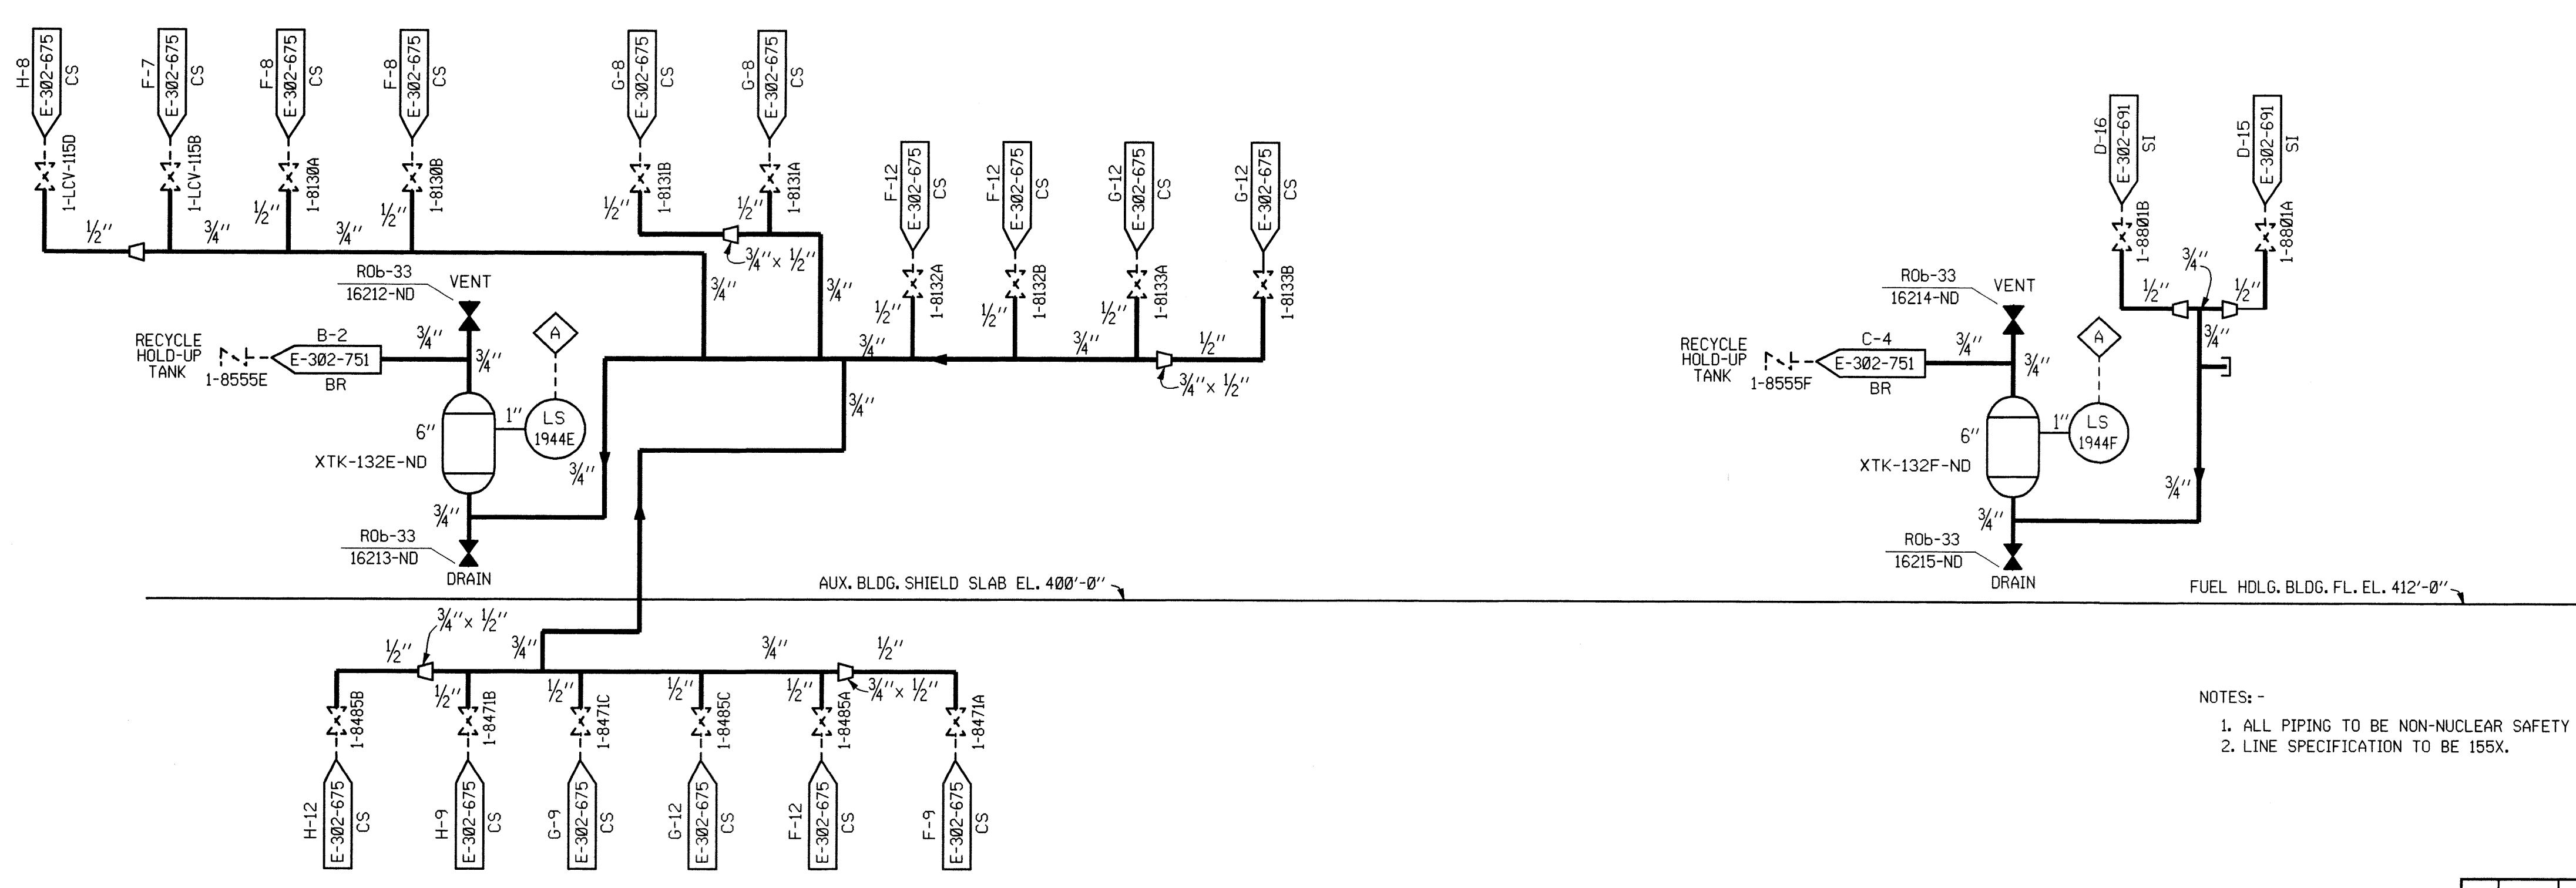 H-8
E-302-675
CS
F-7
E-302-675
CS
F-8
E-302-675
CS
F-8
E-302-675
CS
G-8
E-302-675
CS
G-8
E-302-675
CS
1-LCV-115D
1-LCV-115B
1-8130A
1-8130B
1-8131B
1-8131A
1/2"
3/4"
1/2"
3/4"
1/2"
1/2"
1/2"
3/4" x 1/2"
3/4"
3/4"
F-12
E-302-675
CS
F-12
E-302-675
CS
G-12
E-302-675
CS
G-12
E-302-675
CS
1-8132A
1-8132B
1-8133A
1-8133B
1/2"
1/2"
1/2"
3/4"
3/4"
1/2"
3/4" x 1/2"
R0b-33
16212-ND
VENT
RECYCLE
HOLD-UP
TANK
1-8555E
B-2
E-302-751
BR
3/4"
3/4"
A
6"
1"
LS
1944E
XTK-132E-ND
3/4"
3/4"
3/4"
R0b-33
16213-ND
DRAIN
AUX. BLDG. SHIELD SLAB EL. 400'-0"
3/4" x 1/2"
1/2"
3/4"
3/4"
1/2"
1/2"
1/2"
1/2"
1/2"
3/4" x 1/2"
1-8485B
1-8471B
1-8471C
1-8485C
1-8485A
1-8471A
H-12
E-302-675
CS
H-9
E-302-675
CS
G-9
E-302-675
CS
G-12
E-302-675
CS
F-12
E-302-675
CS
F-9
E-302-675
CS
D-16
E-302-691
SI
D-15
E-302-691
SI
1-8801B
1-8801A
3/4"
1/2"
1/2"
3/4"
R0b-33
16214-ND
VENT
RECYCLE
HOLD-UP
TANK
1-8555F
C-4
E-302-751
BR
3/4"
3/4"
A
6"
1"
LS
1944F
XTK-132F-ND
3/4"
3/4"
R0b-33
16215-ND
DRAIN
FUEL HDLG. BLDG. FL. EL. 412'-0"
NOTES: -
1. ALL PIPING TO BE NON-NUCLEAR SAFETY
2. LINE SPECIFICATION TO BE 155X.